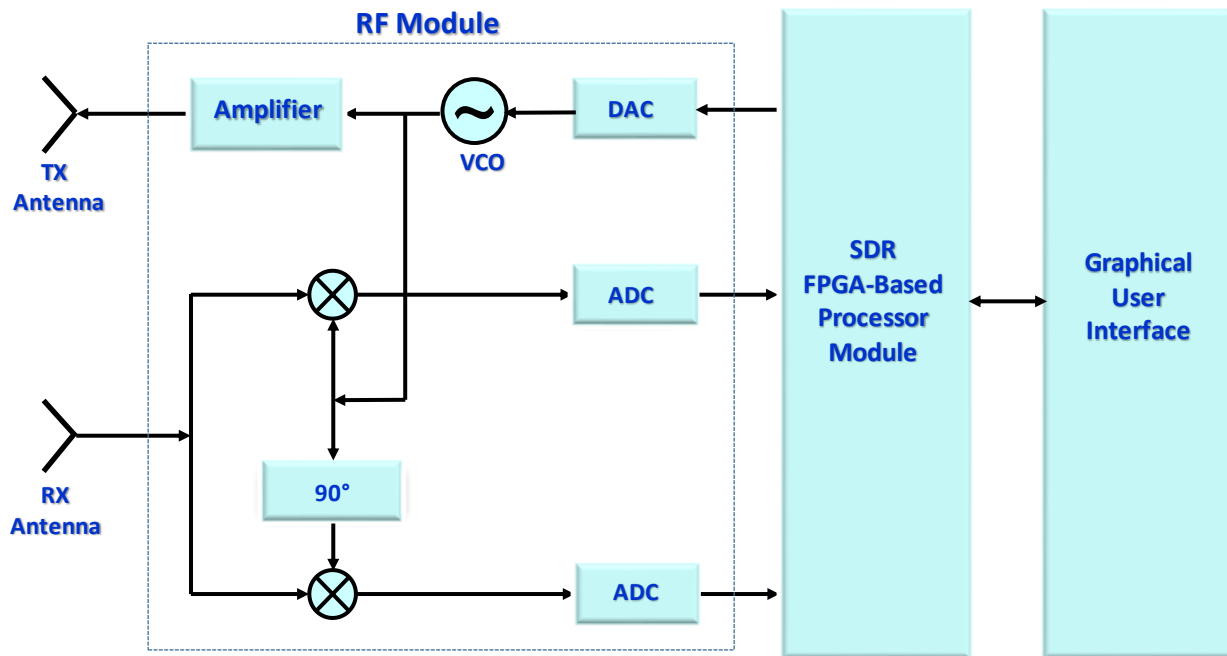 RF Module
Amplifier
DAC
VCO
TX
Antenna
SDR
FPGA-Based
Processor
Module
Graphical
User
Interface
ADC
90°
RX
Antenna
ADC